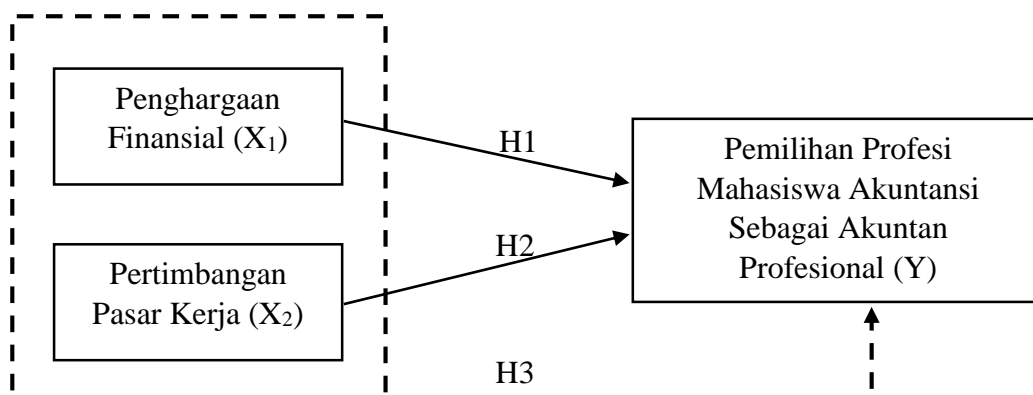 Penghargaan
Finansial (X₁)
H1
Pemilihan Profesi
Mahasiswa Akuntansi
Sebagai Akuntan
Profesional (Y)
H2
Pertimbangan
Pasar Kerja (X₂)
H3